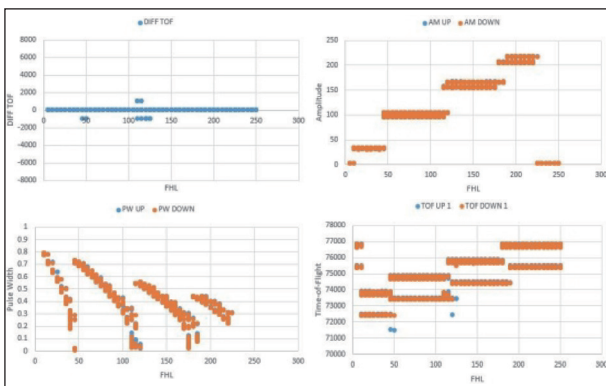 DIFF TOF
8000
6000
4000
2000
0
-2000
-4000
-6000
-8000
DIFF TOF
0 50 100 150 200 250 300
FHL
AM UP AM DOWN
250
200
150
100
50
0
Amplitude
0 50 100 150 200 250 300
FHL
PW UP PW DOWN
1
0.9
0.8
0.7
0.6
0.5
0.4
0.3
0.2
0.1
0
Pulse Width
0 50 100 150 200 250 300
FHL
TOF UP 1 TOF DOWN 1
78000
77000
76000
75000
74000
73000
72000
71000
70000
Time-of-Flight
0 50 100 150 200 250 300
FHL